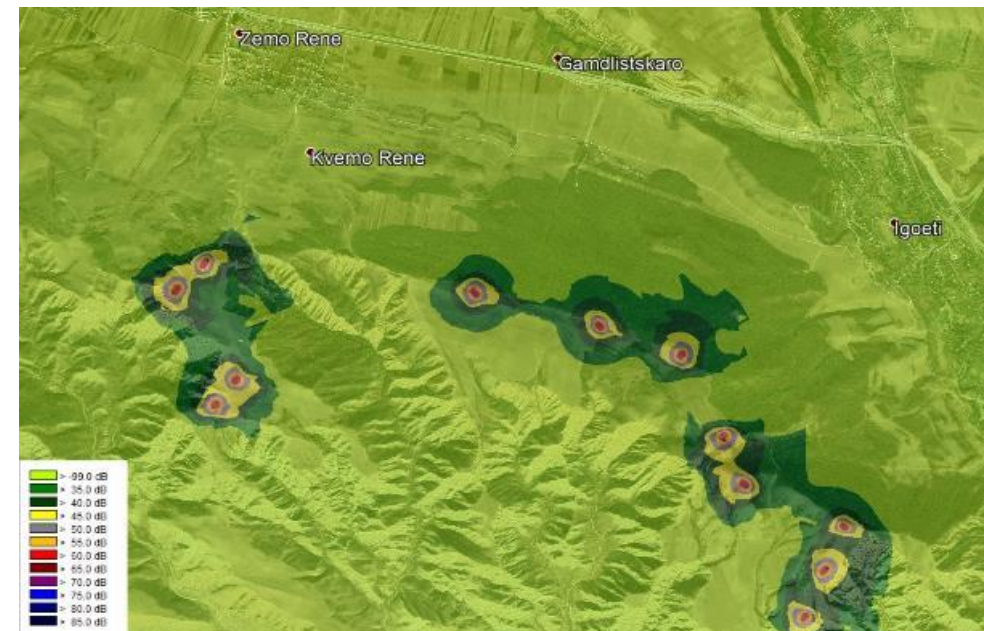 Zemo Rene
Gamdlistskaro
Kvemo Rene
Igoeti
> -99.0 dB
> 35.0 dB
> 40.0 dB
> 45.0 dB
> 50.0 dB
> 55.0 dB
> 60.0 dB
> 65.0 dB
> 70.0 dB
> 75.0 dB
> 80.0 dB
> 85.0 dB